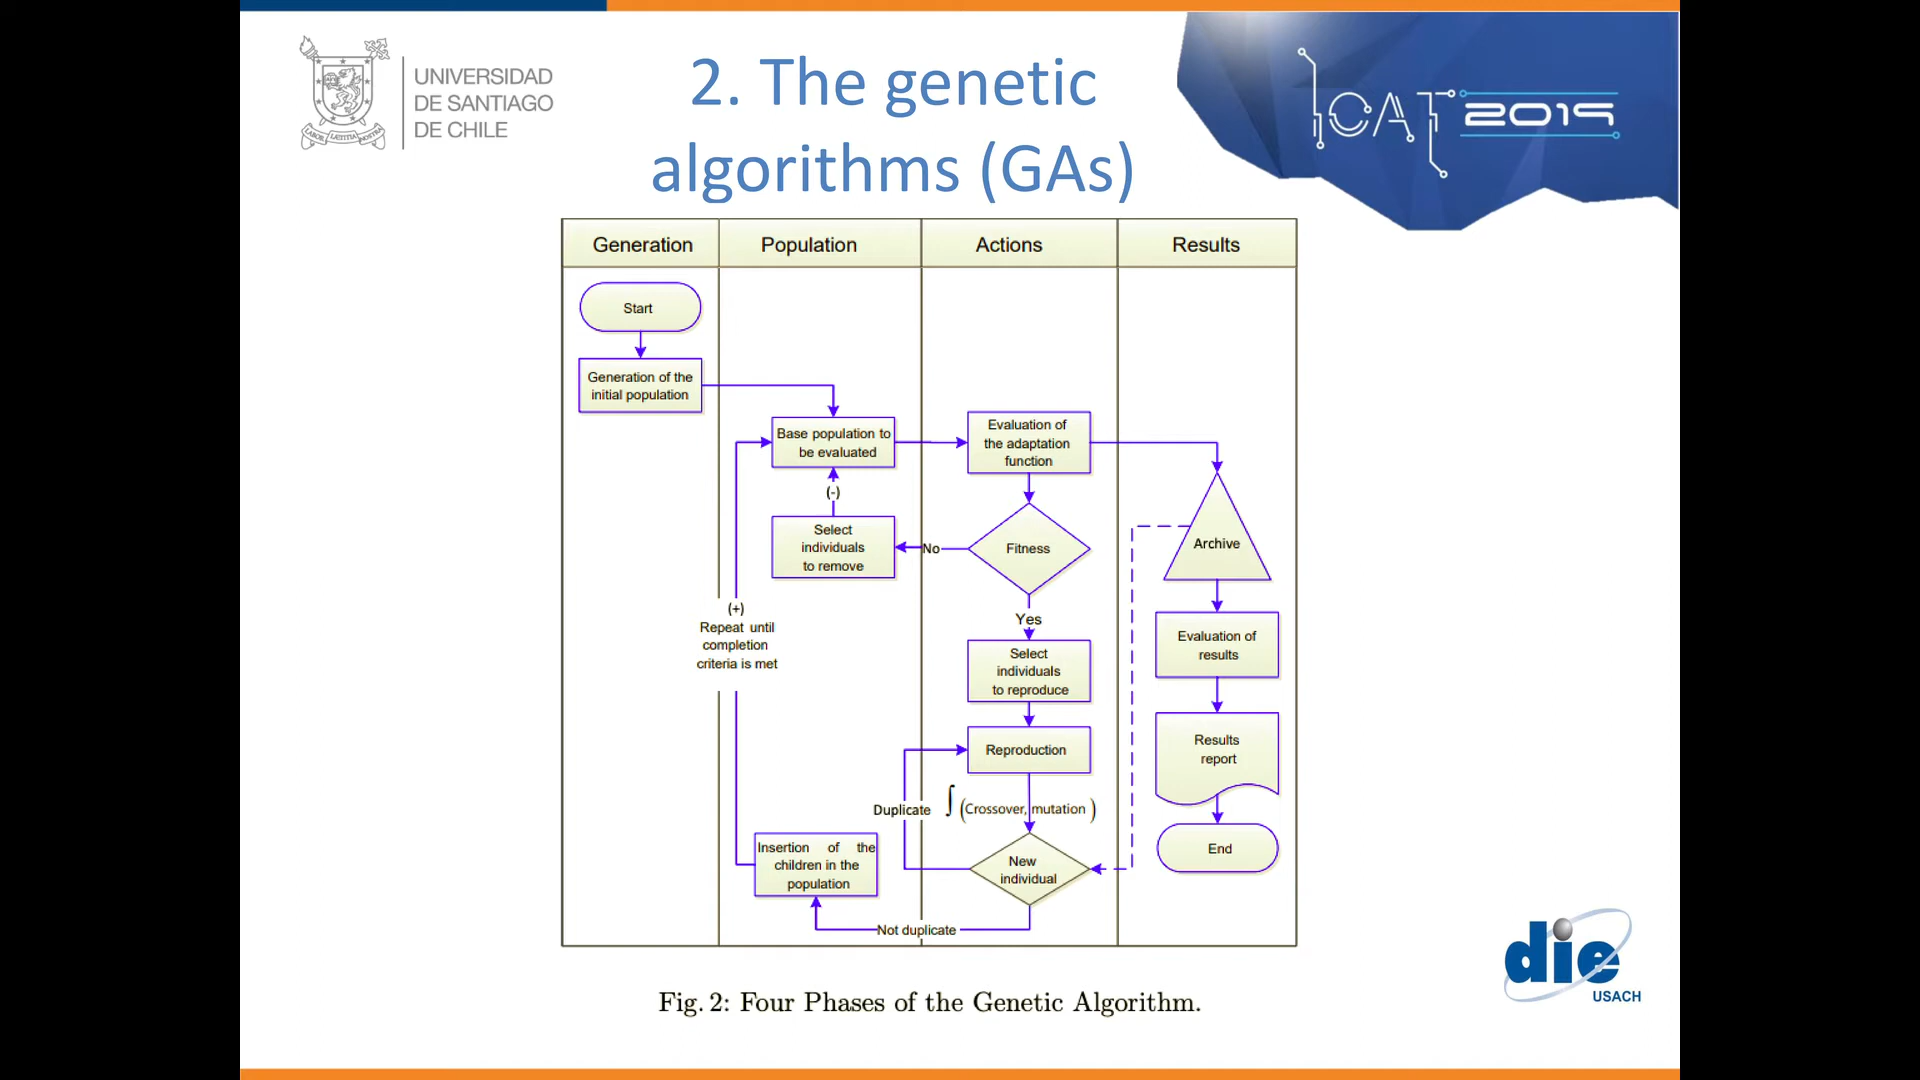 UNIVERSIDAD
DE SANTIAGO
DE CHILE
LABOR LÆTITIA NOSTRA
2. The genetic
algorithms (GAs)
ICAT 2019
Generation
Population
Actions
Results
Start
Generation of the
initial population
Base population to
be evaluated
Evaluation of
the adaptation
function
(-)
Select
individuals
to remove
No
Fitness
Archive
(+)
Repeat until
completion
criteria is met
Yes
Select
individuals
to reproduce
Evaluation of
results
Reproduction
Results
report
Duplicate
∫(Crossover, mutation)
Insertion of the
children in the
population
New
individual
End
Not duplicate
Fig. 2: Four Phases of the Genetic Algorithm.
die
USACH